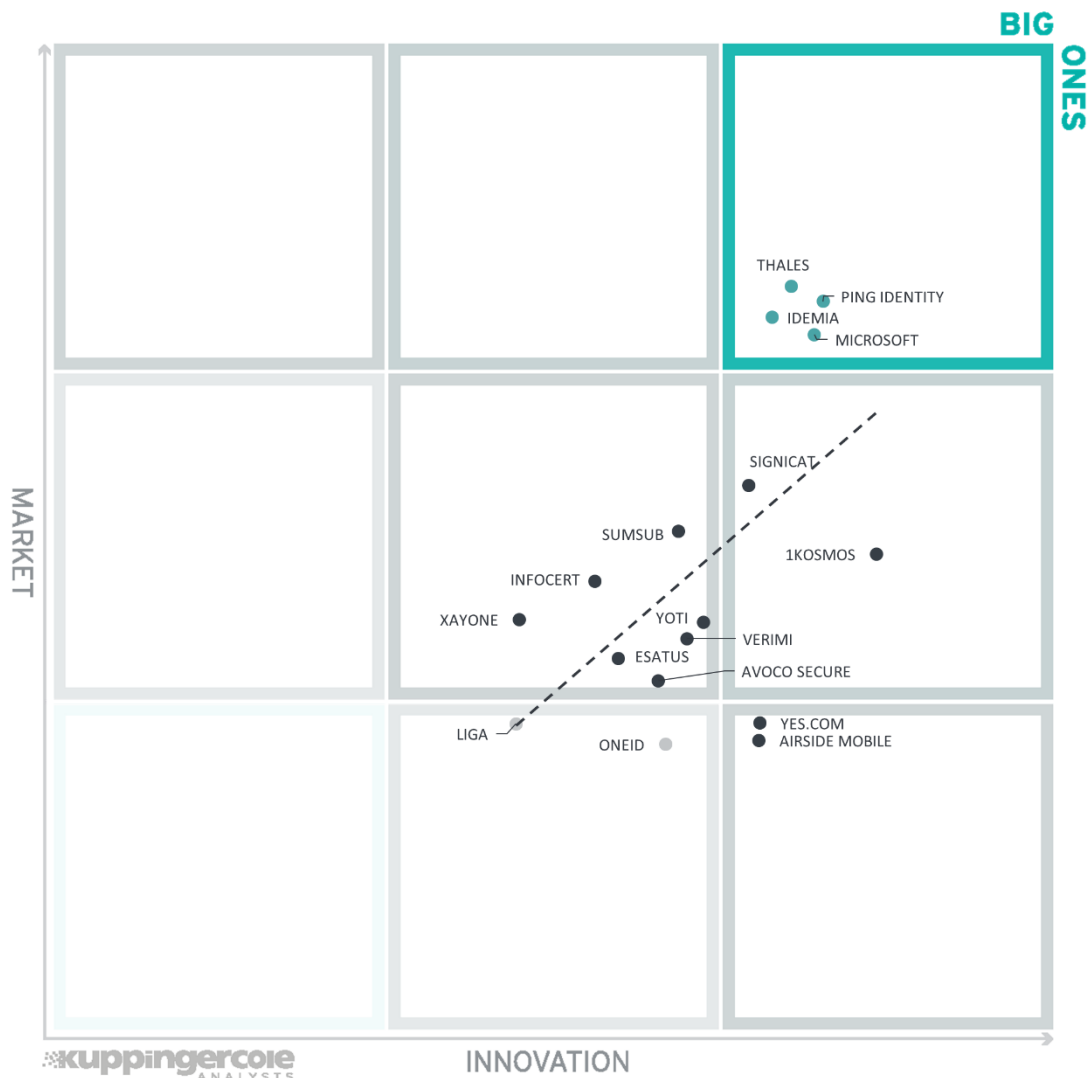 BIG
ONES
THALES
PING IDENTITY
IDEMIA
MICROSOFT
SIGNICAT
SUMSUB
1KOSMOS
INFOCERT
XAYONE
YOTI
VERIMI
ESATUS
AVOCO SECURE
LIGA
ONEID
YES.COM
AIRSIDE MOBILE
MARKET
INNOVATION
kuppingercole
ANALYSTS